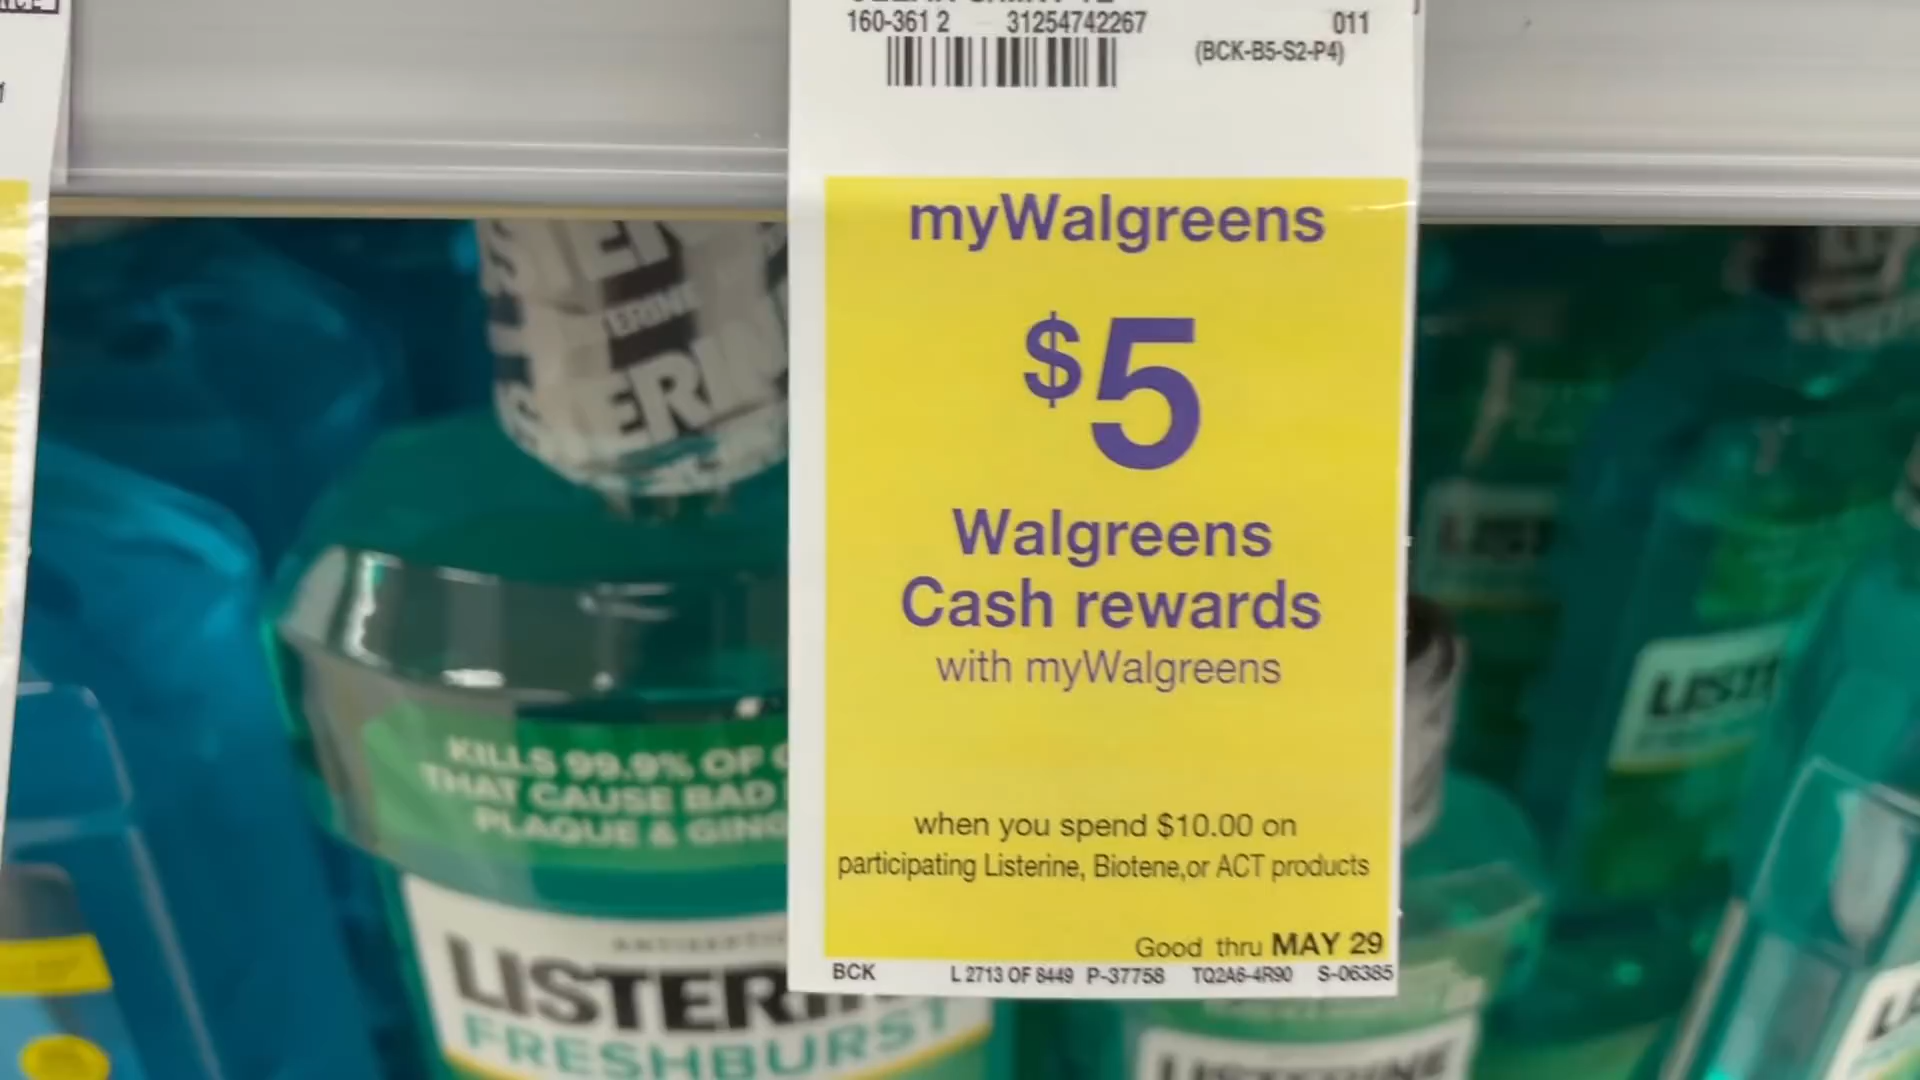 160-361 2 31254742267 011
(BCK-B5-S2-P4)
myWalgreens
$5
Walgreens
Cash rewards
with myWalgreens
when you spend $10.00 on
participating Listerine, Biotene,or ACT products
Good thru MAY 29
BCK L 2713 OF 8449 P-37758 TQ2A6-4R90 S-06385
KILLS 99.9% OF
THAT CAUSE BAD
PLAQUE &
FRESHBURST
LISTERINE